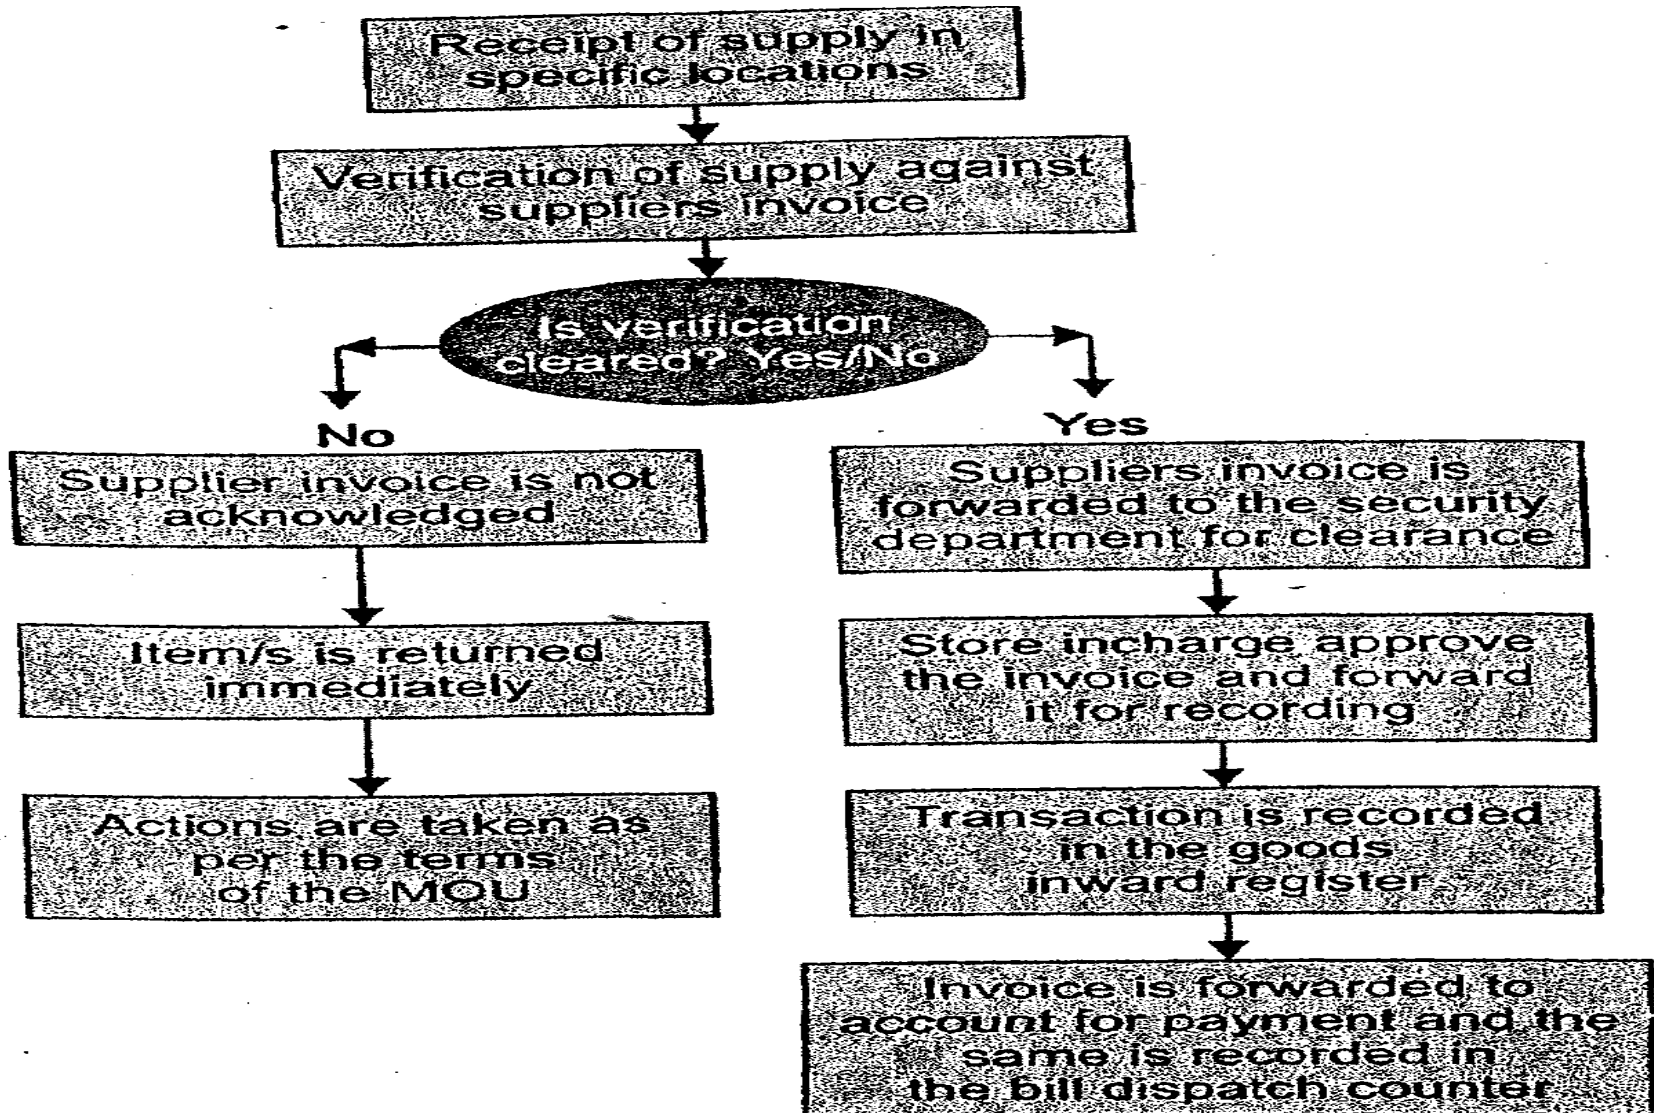 Receipt of supply in
specific locations
Verification of supply against
suppliers invoice
Is verification
cleared? Yes/No
No
Supplier invoice is not
acknowledged
Item/s is returned
immediately
Actions are taken as
per the terms
of the MOU
Yes
Suppliers invoice is
forwarded to the security
department for clearance
Store incharge approve
the invoice and forward
it for recording
Transaction is recorded
in the goods
inward register
Invoice is forwarded to
account for payment and the
same is recorded in
the bill dispatch counter